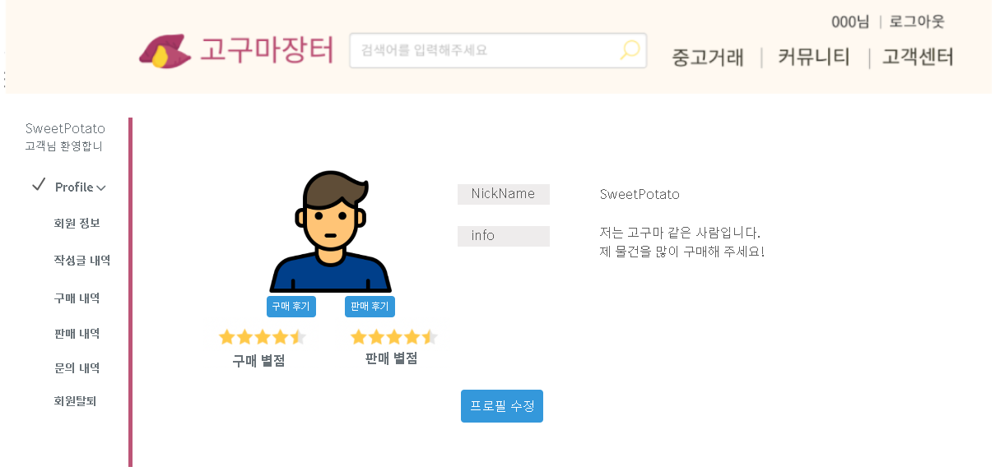 000님 | 로그아웃
고구마장터
검색어를 입력해주세요
중고거래 | 커뮤니티 | 고객센터
SweetPotato
고객님 환영합니
Profile
회원 정보
작성글 내역
구매 내역
판매 내역
문의 내역
회원탈퇴
구매 후기
판매 후기
구매 별점
판매 별점
NickName
SweetPotato
info
저는 고구마 같은 사람입니다.
제 물건을 많이 구매해 주세요!
프로필 수정